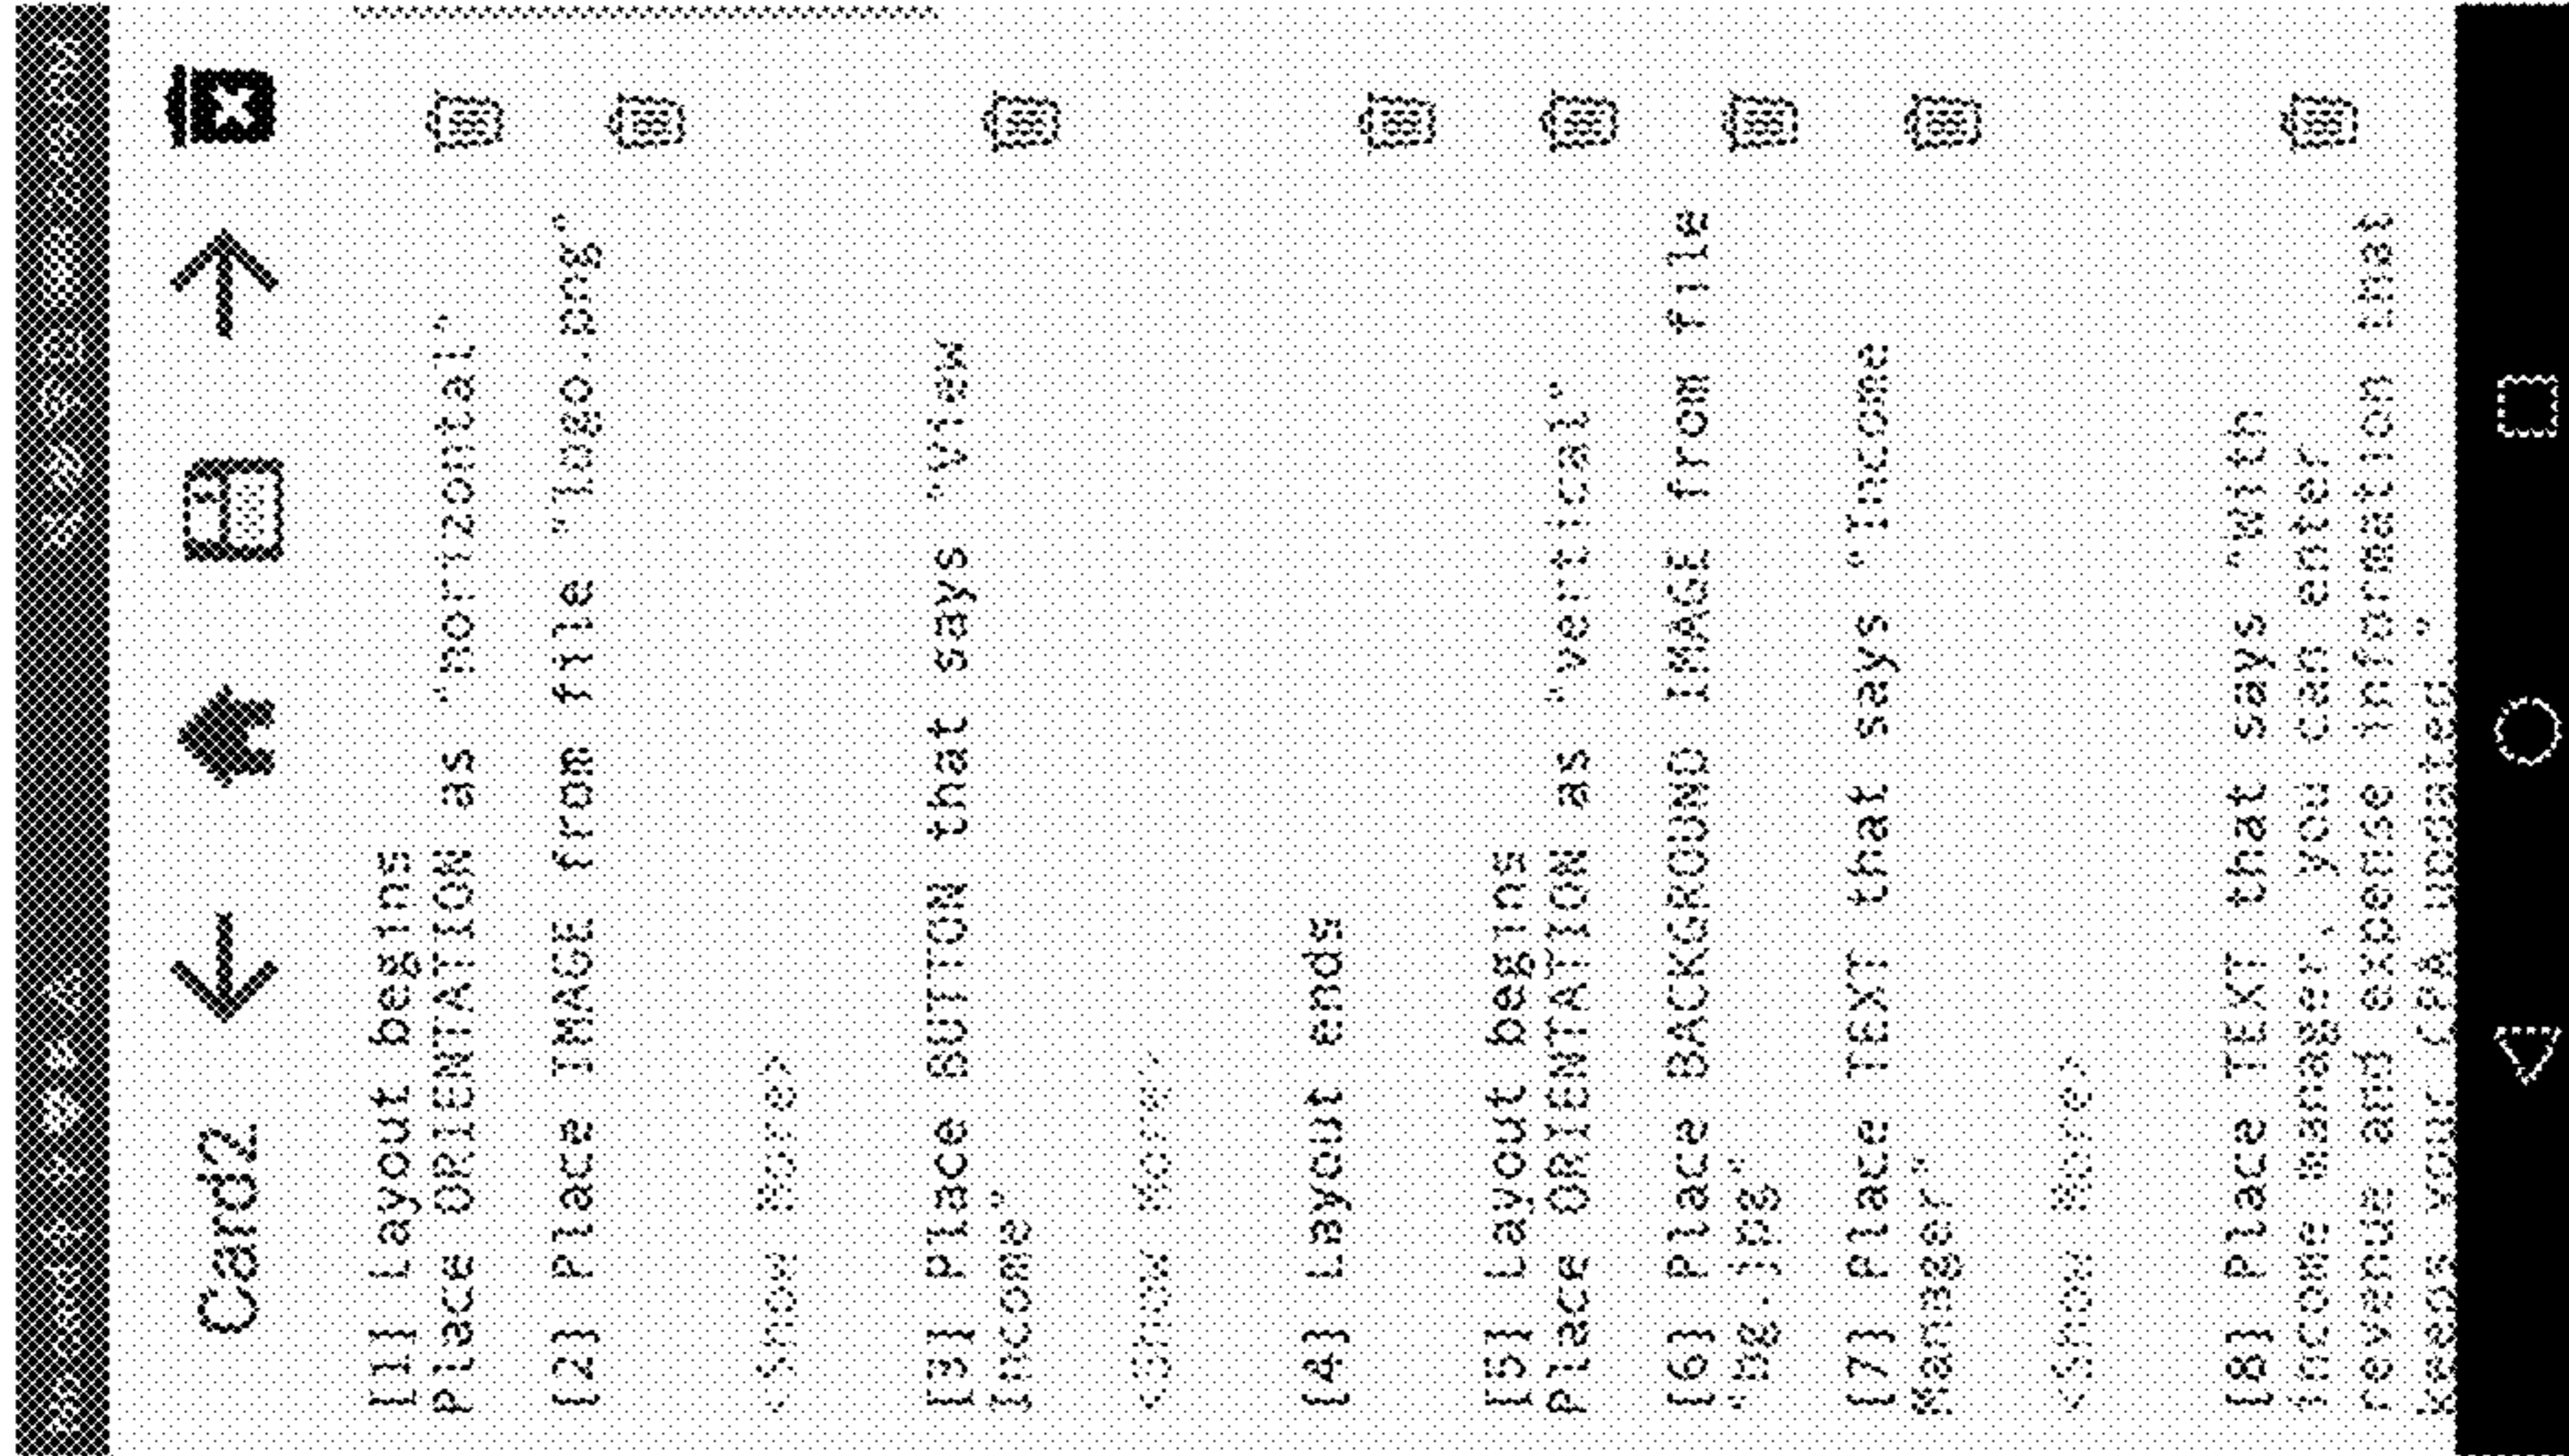 Card2
[1] Layout begins
Place ORIENTATION as "horizontal"
[2] Place IMAGE from file "logo.png"
<Show More>
[3] Place BUTTON that says "View
Income"
<Show More>
[4] Layout ends
[5] Layout begins
Place ORIENTATION as "vertical"
[6] Place BACKGROUND IMAGE from file
"bg.jpg"
[7] Place TEXT that says "Income
Manager"
<Show More>
[8] Place TEXT that says "With
income manager, you can enter
revenue and expense information that
keeps your CPA updated."